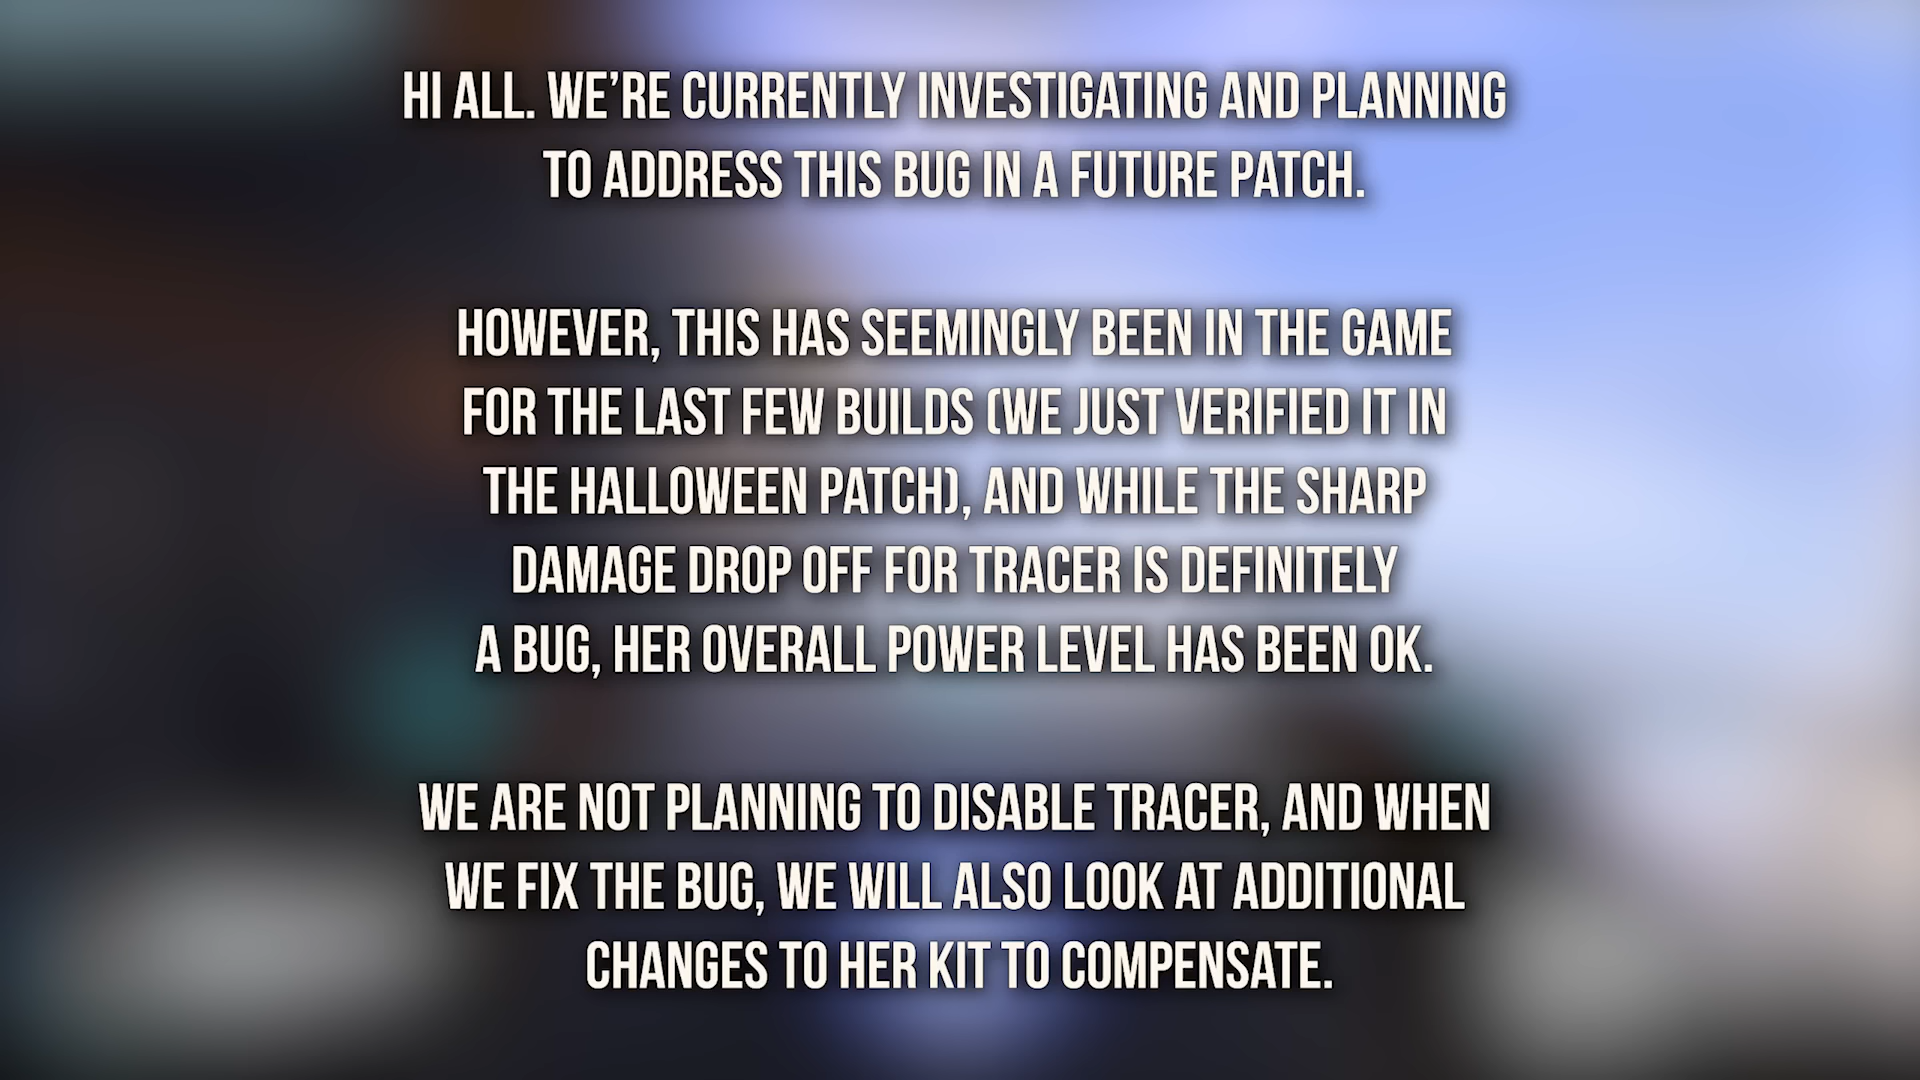 HI ALL. WE’RE CURRENTLY INVESTIGATING AND PLANNING
TO ADDRESS THIS BUG IN A FUTURE PATCH.
HOWEVER, THIS HAS SEEMINGLY BEEN IN THE GAME
FOR THE LAST FEW BUILDS (WE JUST VERIFIED IT IN
THE HALLOWEEN PATCH), AND WHILE THE SHARP
DAMAGE DROP OFF FOR TRACER IS DEFINITELY
A BUG, HER OVERALL POWER LEVEL HAS BEEN OK.
WE ARE NOT PLANNING TO DISABLE TRACER, AND WHEN
WE FIX THE BUG, WE WILL ALSO LOOK AT ADDITIONAL
CHANGES TO HER KIT TO COMPENSATE.